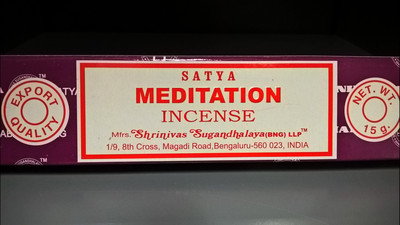 EXPORT
QUALITY
SATYA
MEDITATION
INCENSE
Mfrs. Shrinivas Sugandhalaya (BNG) LLP™
1/9, 8th Cross, Magadi Road, Bengaluru-560 023, INDIA
NET. WT.
15g.